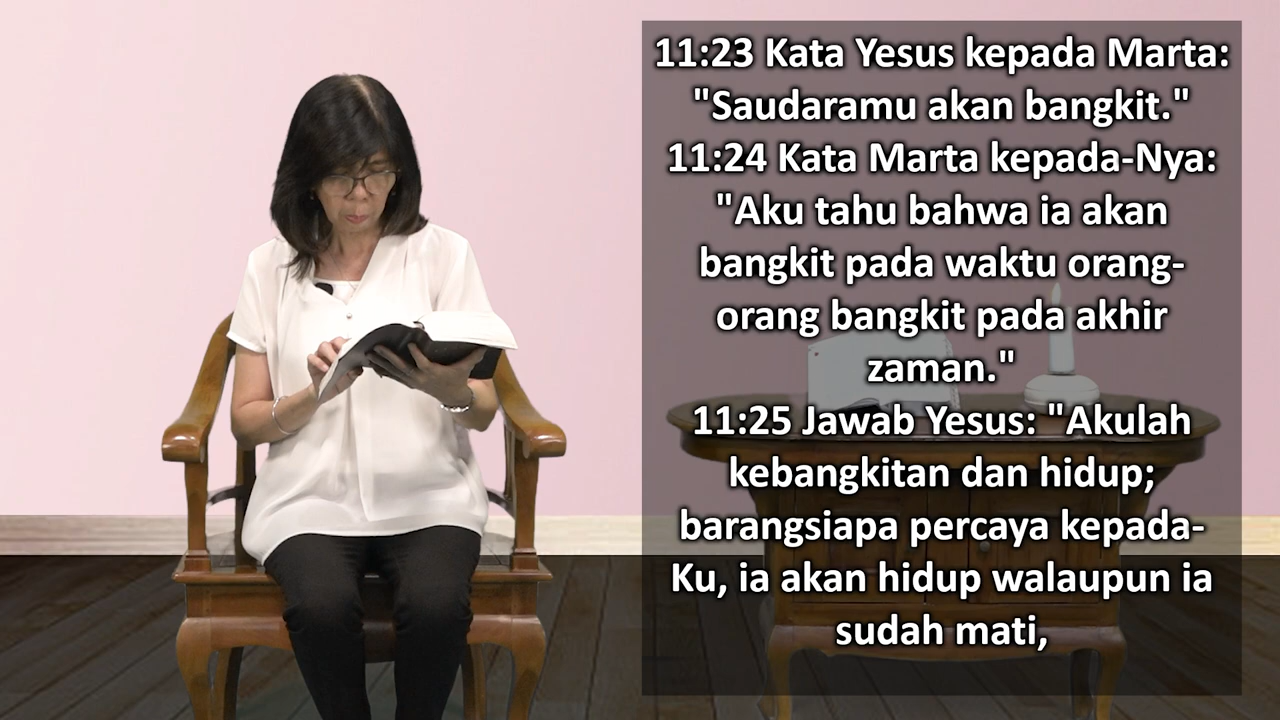 11:23 Kata Yesus kepada Marta:
"Saudaramu akan bangkit."
11:24 Kata Marta kepada-Nya:
"Aku tahu bahwa ia akan
bangkit pada waktu orang-
orang bangkit pada akhir
zaman."
11:25 Jawab Yesus: "Akulah
kebangkitan dan hidup;
barangsiapa percaya kepada-
Ku, ia akan hidup walaupun ia
sudah mati,